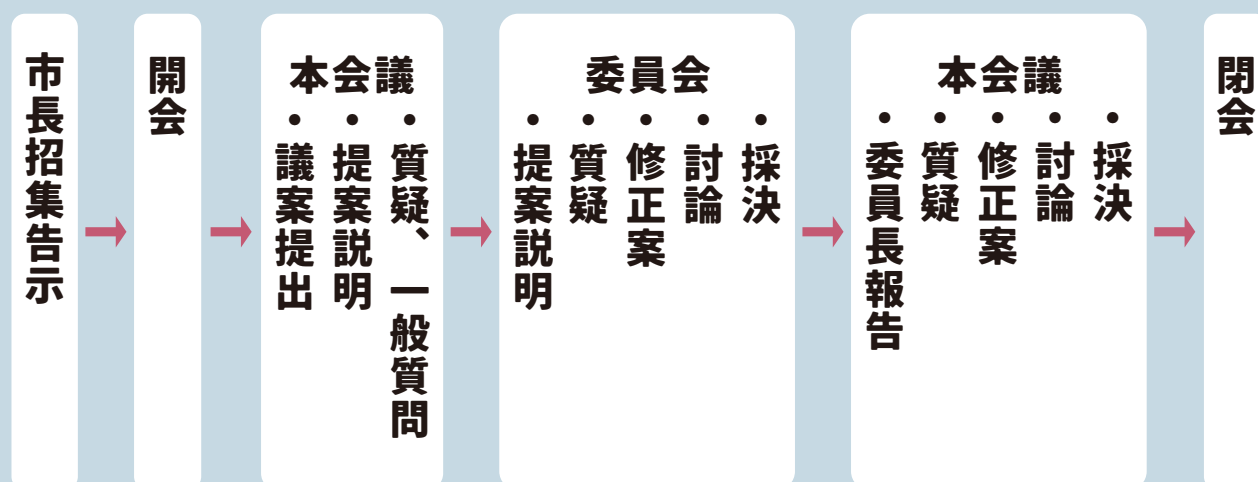 市長招集告示
開会
本会議
・議案提出
・提案説明
・質疑、一般質問
委員会
・提案説明
・質疑
・修正案
・討論
・採決
本会議
・委員長報告
・質疑
・修正案
・討論
・採決
閉会